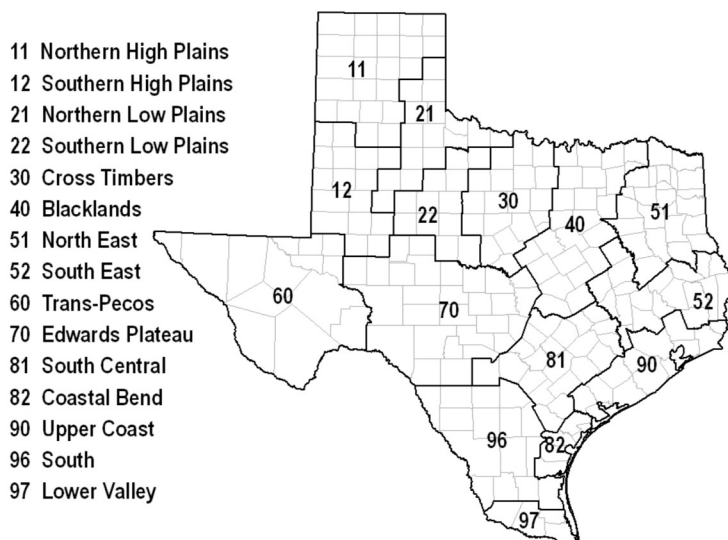 11 Northern High Plains
12 Southern High Plains
21 Northern Low Plains
22 Southern Low Plains
30 Cross Timbers
40 Blacklands
51 North East
52 South East
60 Trans-Pecos
70 Edwards Plateau
81 South Central
82 Coastal Bend
90 Upper Coast
96 South
97 Lower Valley
11
21
12
22
30
40
51
60
70
52
81
90
96
82
97